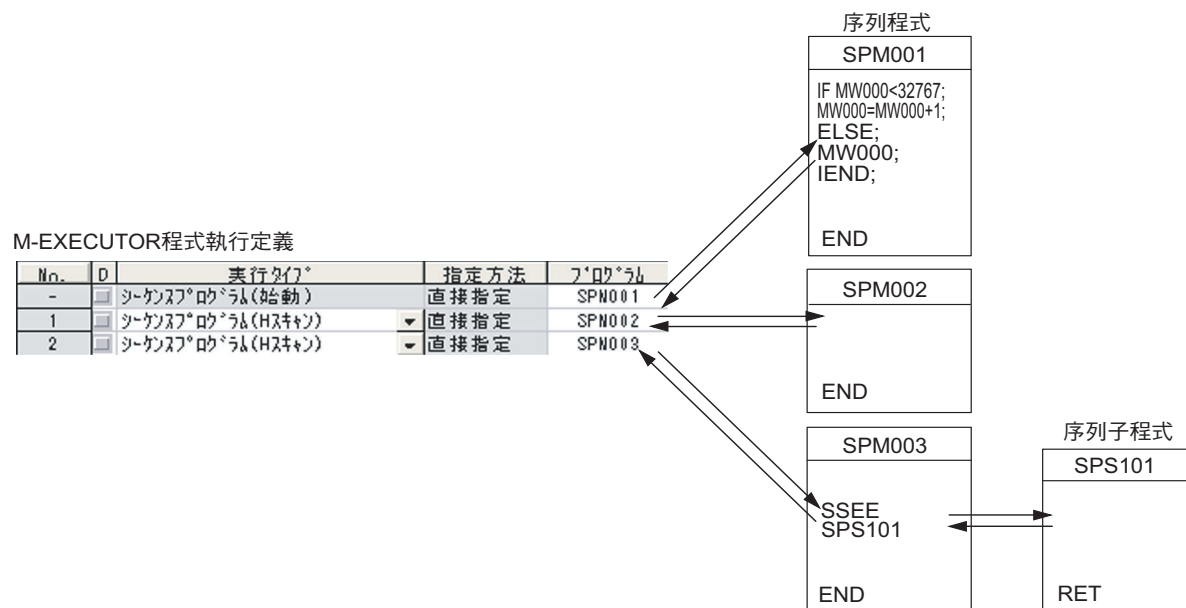 序列程式
SPM001
IF MW000<32767;
MW000=MW000+1;
ELSE;
MW000;
IEND;
END
M-EXECUTOR程式執行定義
No. D 実行ﾀｲﾌﾟ 指定方法 ﾌﾟﾛｸﾞﾗﾑ
- ｼｰｹﾝｽﾌﾟﾛｸﾞﾗﾑ(始動) 直接指定 SPM001
1 ｼｰｹﾝｽﾌﾟﾛｸﾞﾗﾑ(Hｽｷｬﾝ) 直接指定 SPM002
2 ｼｰｹﾝｽﾌﾟﾛｸﾞﾗﾑ(Hｽｷｬﾝ) 直接指定 SPM003
SPM002
END
SPM003
SSEE
SPS101
END
序列子程式
SPS101
RET